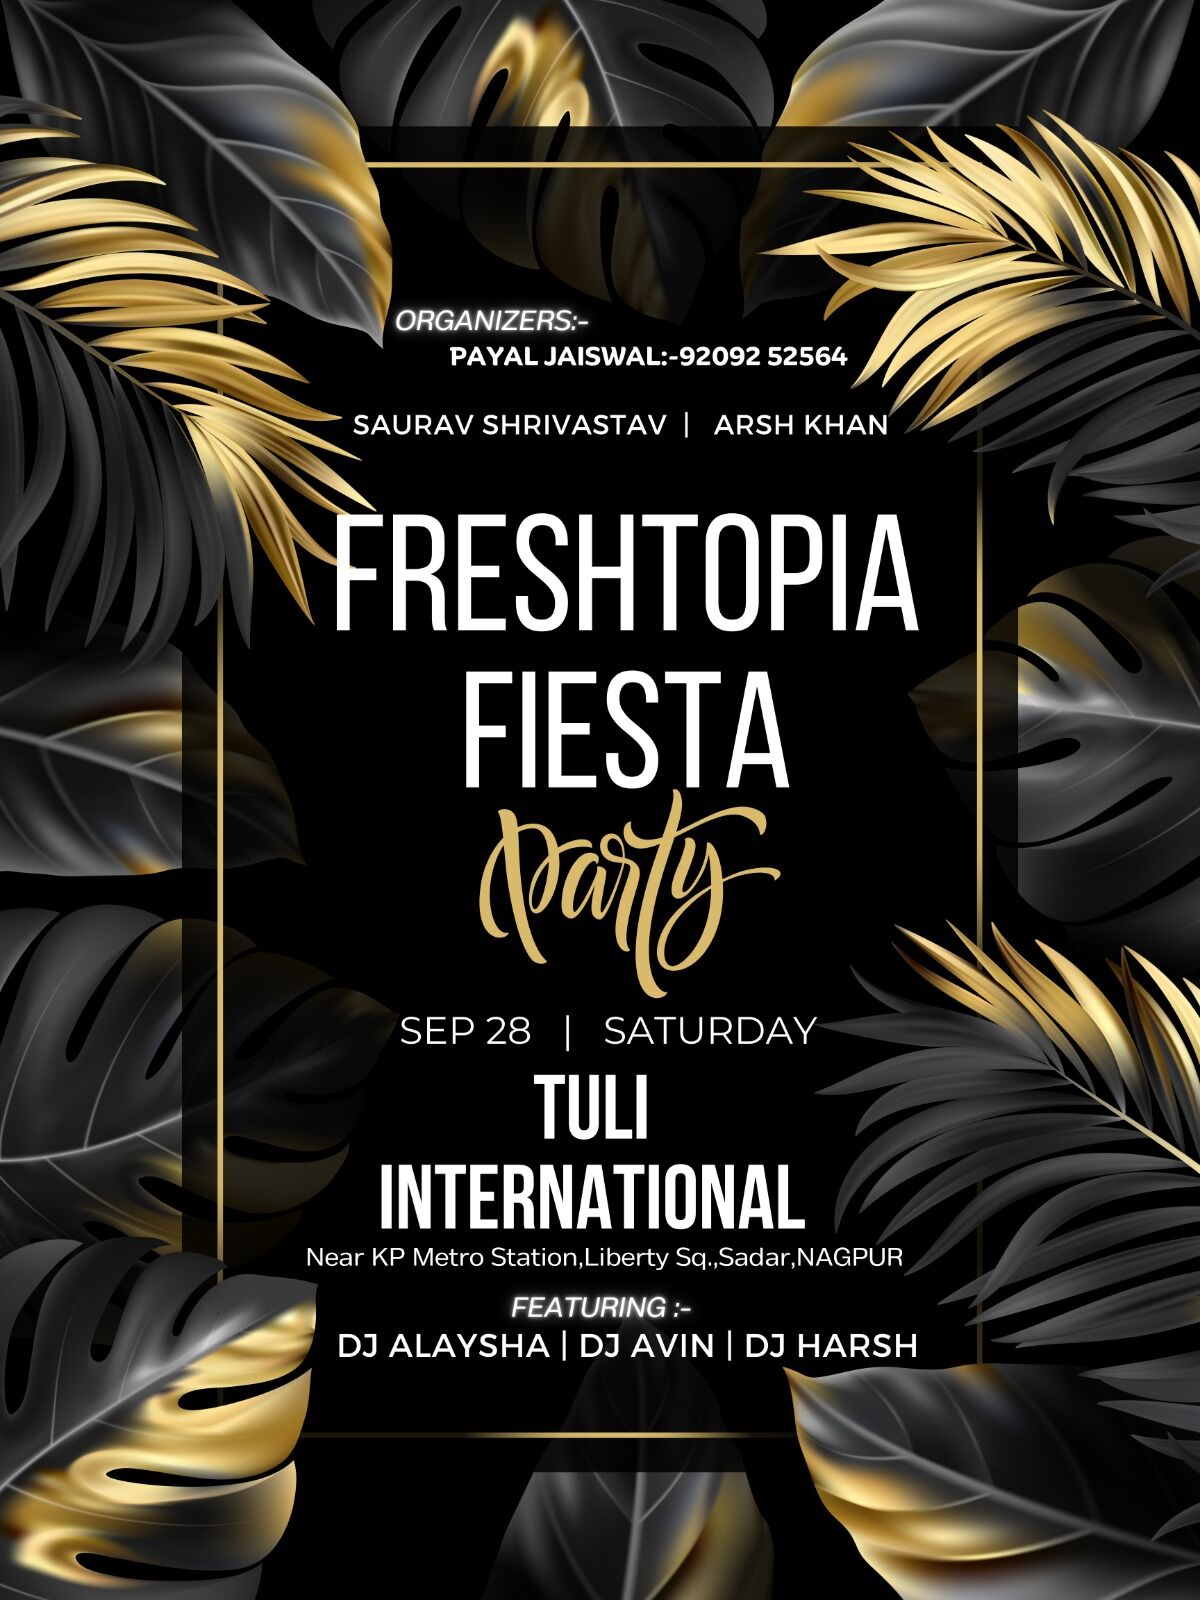 ORGANIZERS:-
PAYAL JAISWAL:-92092 52564
SAURAV SHRIVASTAV | ARSH KHAN
FRESHTOPIA
FIESTA
party
SEP 28 | SATURDAY
TULI
INTERNATIONAL
Near KP Metro Station,Liberty Sq.,Sadar,NAGPUR
FEATURING :-
DJ ALAYSHA | DJ AVIN | DJ HARSH